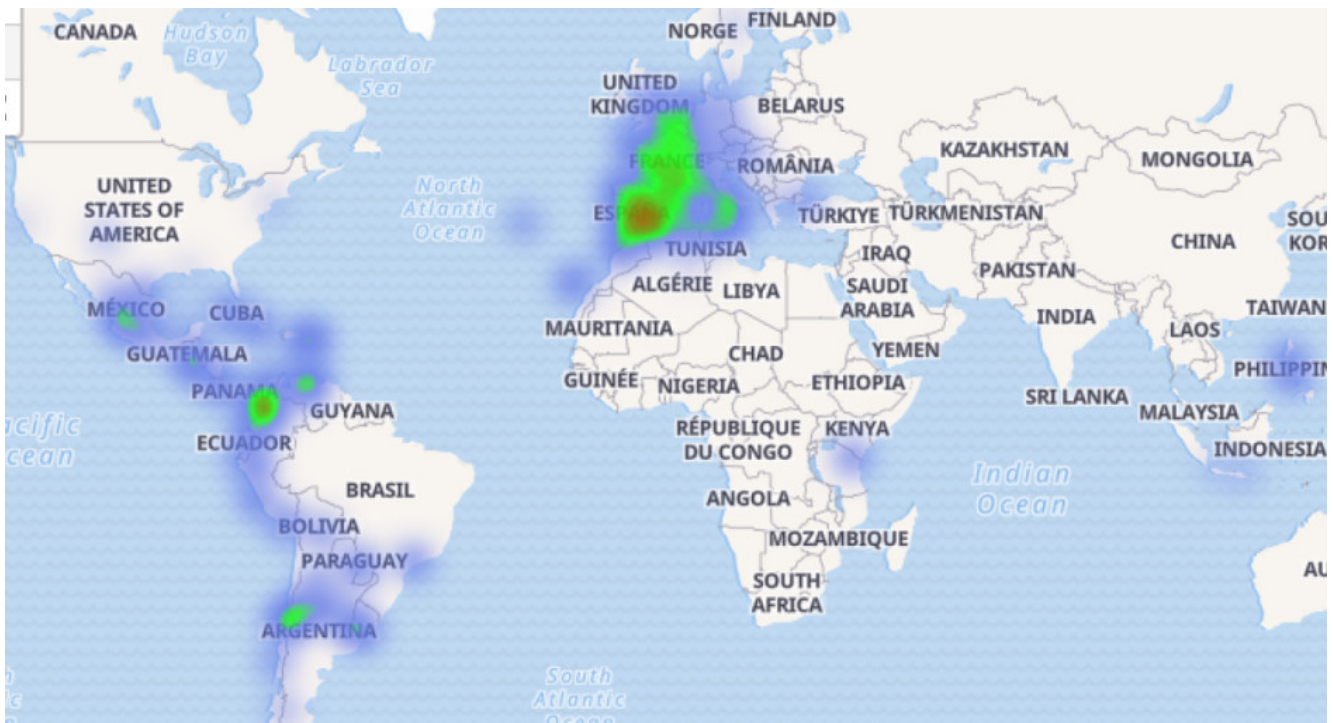 CANADA
Hudson
Bay
Labrador
Sea
NORGE
FINLAND
UNITED
KINGDOM
BELARUS
FRANCE
ROMÂNIA
KAZAKHSTAN
MONGOLIA
UNITED
STATES OF
AMERICA
North
Atlantic
Ocean
TÜRKIYE
TÜRKMENISTAN
SOU
KOR
CHINA
TUNISIA
IRAQ
PAKISTAN
ALGÉRIE
LIBYA
SAUDI
ARABIA
INDIA
TAIWAN
MÉXICO
CUBA
MAURITANIA
LAOS
GUATEMALA
CHAD
YEMEN
PHILIPPIN
PANAMA
GUINÉE
NIGERIA
ETHIOPIA
SRI LANKA
GUYANA
MALAYSIA
acific
cean
ECUADOR
RÉPUBLIQUE
DU CONGO
KENYA
INDONESIA
Indian
Ocean
BRASIL
ANGOLA
BOLIVIA
MOZAMBIQUE
PARAGUAY
SOUTH
AFRICA
AU
ARGENTINA
South
Atlantic
Ocean